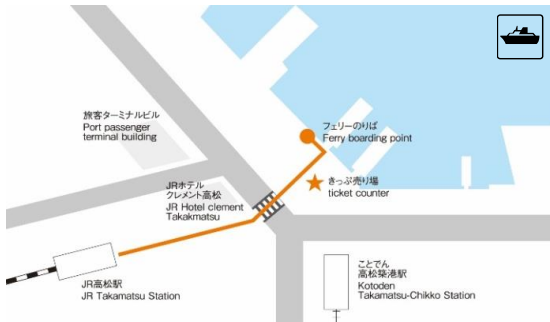 旅客ターミナルビル
Port passenger
terminal building
フェリーのりば
Ferry boarding point
きっぷ売り場
ticket counter
JRホテル
クレメント高松
JR Hotel clement
Takakmatsu
JR高松駅
JR Takamatsu Station
ことでん
高松築港駅
Kotoden
Takamatsu-Chikko Station